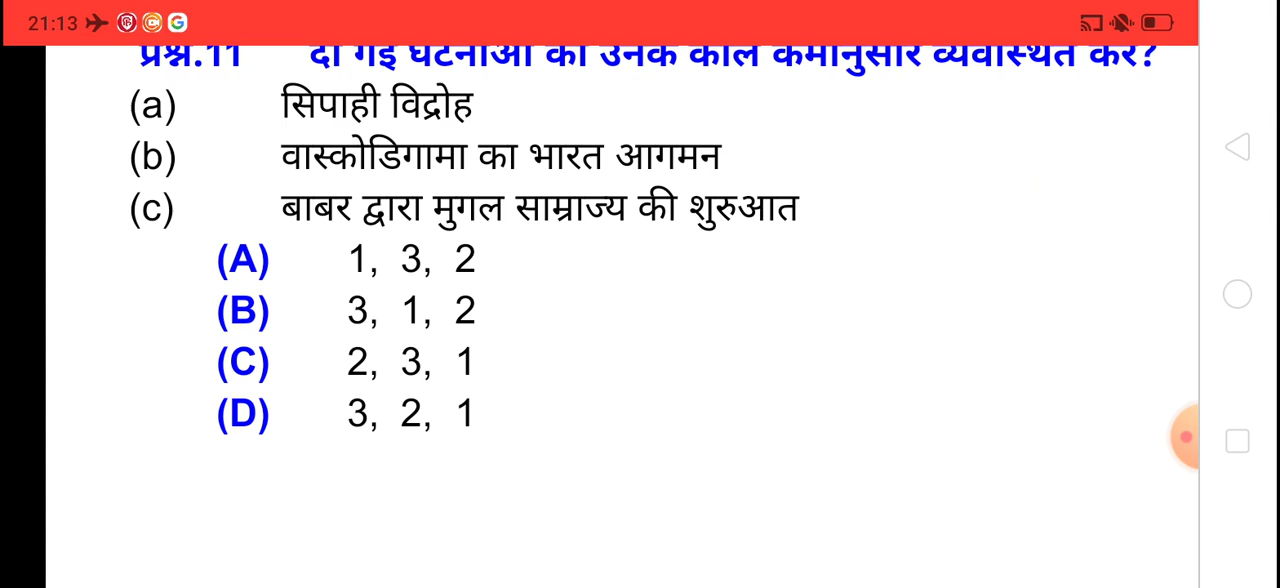 21:13
प्रश्न.11 दी गई घटनाओं को उनके काल कमानुसार व्यवस्थित करें?
(a) सिपाही विद्रोह
(b) वास्कोडिगामा का भारत आगमन
(c) बाबर द्वारा मुगल साम्राज्य की शुरुआत
(A) 1, 3, 2
(B) 3, 1, 2
(C) 2, 3, 1
(D) 3, 2, 1